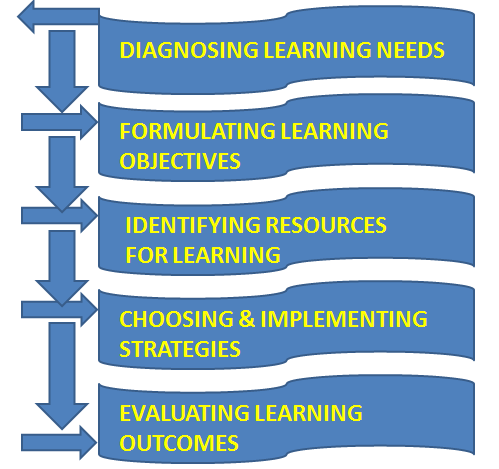 DIAGNOSING LEARNING NEEDS
FORMULATING LEARNING
OBJECTIVES
IDENTIFYING RESOURCES
FOR LEARNING
CHOOSING & IMPLEMENTING
STRATEGIES
EVALUATING LEARNING
OUTCOMES